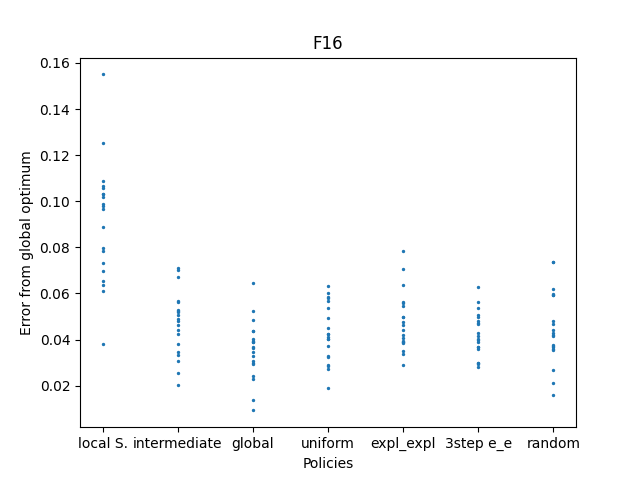 F16
Error from global optimum
0.16
0.14
0.12
0.10
0.08
0.06
0.04
0.02
local S. intermediate global uniform expl_expl 3step e_e random
Policies